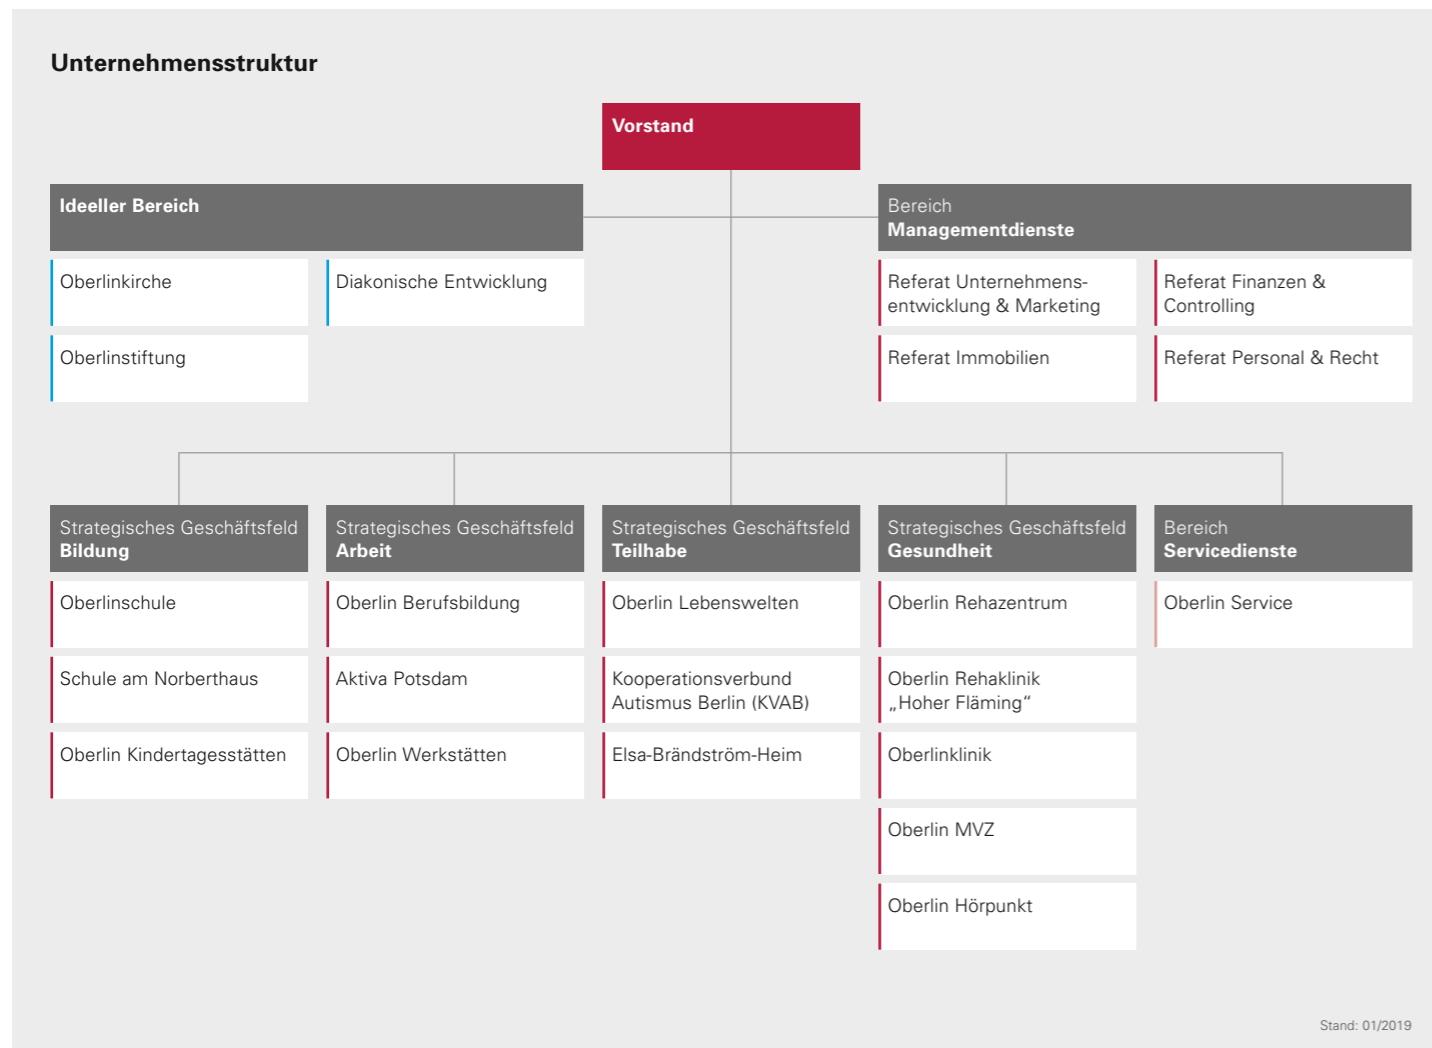 Unternehmensstruktur
Vorstand
Ideeller Bereich
Oberlinkirche
Diakonische Entwicklung
Oberlinstiftung
Bereich
Managementdienste
Referat Unternehmens-
entwicklung & Marketing
Referat Finanzen &
Controlling
Referat Immobilien
Referat Personal & Recht
Strategisches Geschäftsfeld
Bildung
Oberlinschule
Schule am Norberthaus
Oberlin Kindertagesstätten
Strategisches Geschäftsfeld
Arbeit
Oberlin Berufsbildung
Aktiva Potsdam
Oberlin Werkstätten
Strategisches Geschäftsfeld
Teilhabe
Oberlin Lebenswelten
Kooperationsverbund
Autismus Berlin (KVAB)
Elsa-Brändström-Heim
Strategisches Geschäftsfeld
Gesundheit
Oberlin Rehazentrum
Oberlin Rehaklinik
„Hoher Fläming“
Oberlinklinik
Oberlin MVZ
Oberlin Hörpunkt
Bereich
Servicedienste
Oberlin Service
Stand: 01/2019